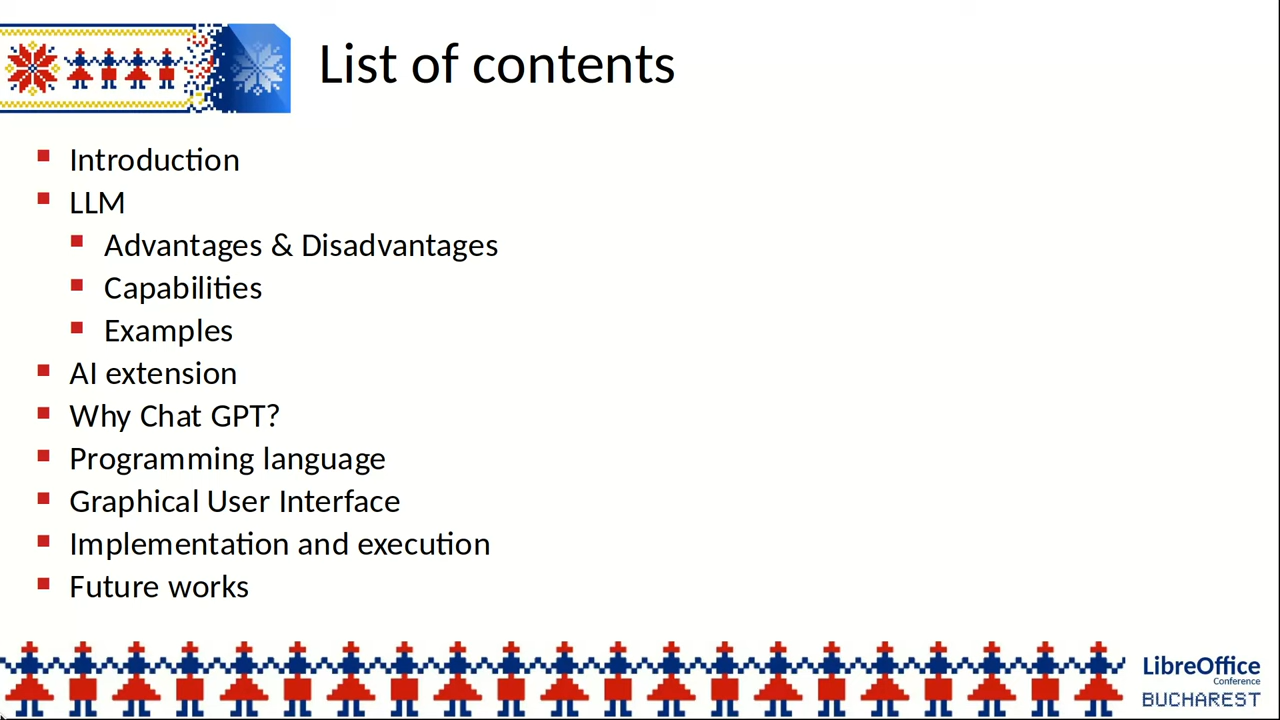 List of contents
Introduction
LLM
Advantages & Disadvantages
Capabilities
Examples
AI extension
Why Chat GPT?
Programming language
Graphical User Interface
Implementation and execution
Future works
LibreOffice
Conference
BUCHAREST